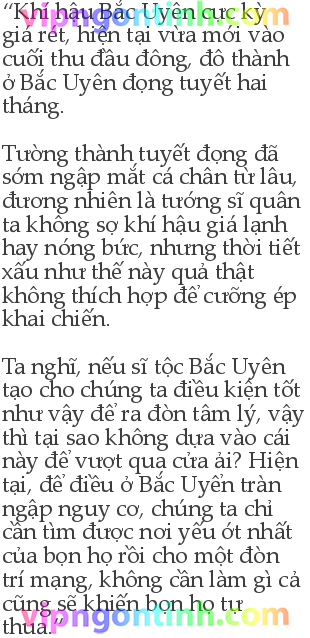 “Khí hậu Bắc Uyên cực kỳ
giá rét, hiện tại vừa mới vào
cuối thu đầu đông, đô thành
ở Bắc Uyên đọng tuyết hai
tháng.
Tường thành tuyết đọng đã
sớm ngập mắt cá chân từ lâu,
đương nhiên là tướng sĩ quân
ta không sợ khí hậu giá lạnh
hay nóng bức, nhưng thời tiết
xấu như thế này quả thật
không thích hợp để cưỡng ép
khai chiến.
Ta nghĩ, nếu sĩ tộc Bắc Uyên
tạo cho chúng ta điều kiện tốt
như vậy để ra đòn tâm lý, vậy
thì tại sao không dựa vào cái
này để vượt qua cửa ải? Hiện
tại, để điều ở Bắc Uyển tràn
ngập nguy cơ, chúng ta chỉ
cần tìm được nơi yếu ớt nhất
của bọn họ rồi cho một đòn
trí mạng, không cần làm gì cả
cũng sẽ khiến bọn họ tự
thua.”
vipngontinh.com
vipngontinh.com
vipngontinh.com